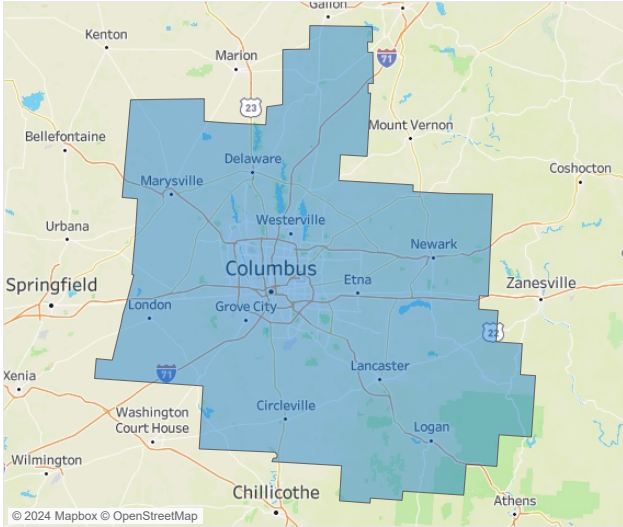 Galion
Kenton
Marion
71
23
Mount Vernon
Bellefontaine
Delaware
Coshocton
Marysville
Urbana
Westerville
Newark
Columbus
Springfield
Etna
Zanesville
London
Grove City
22
Xenia
71
Lancaster
Washington
Court House
Circleville
Logan
Wilmington
Chillicothe
Athens
© 2024 Mapbox © OpenStreetMap